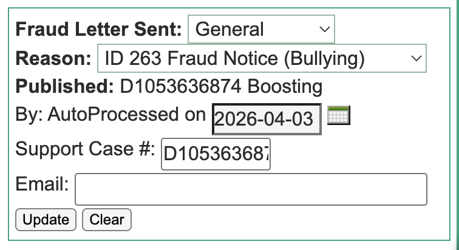 Fraud Letter Sent: General
Reason: ID 263 Fraud Notice (Bullying)
Published: D1053636874 Boosting
By: AutoProcessed on 2026-04-03
Support Case #: D105363687
Email:
Update Clear